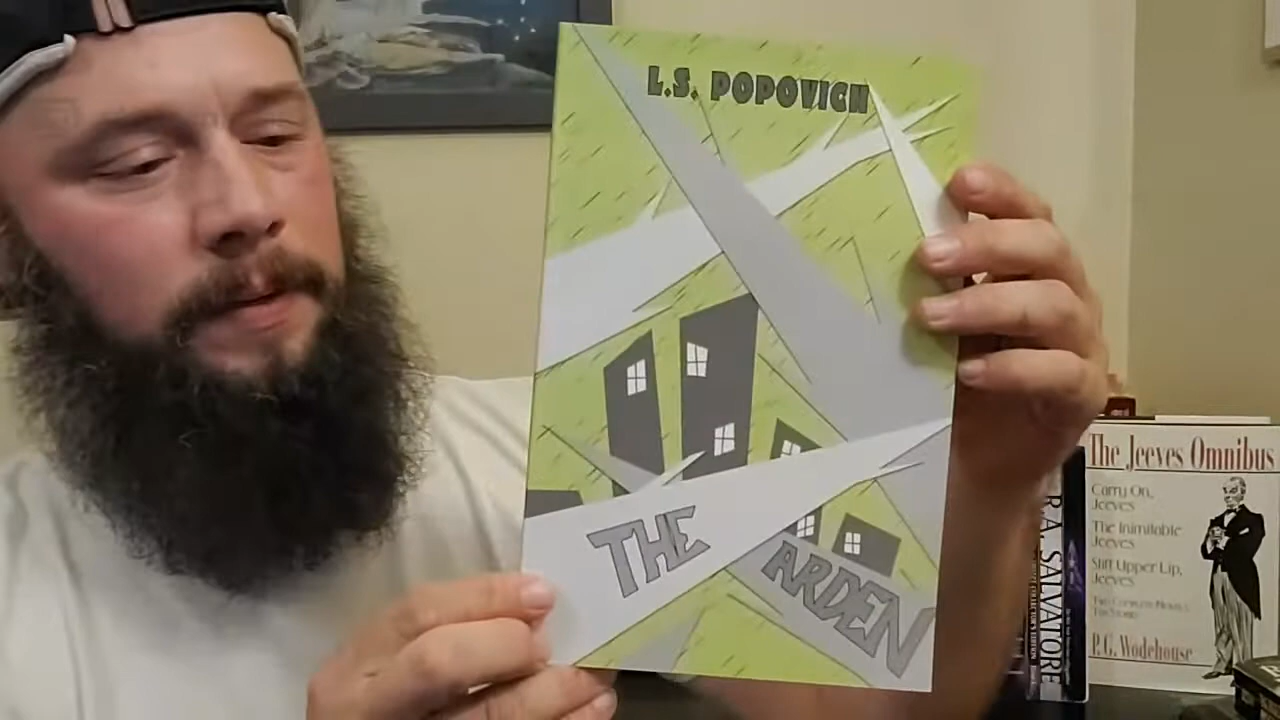 L.S. POPOVICH
THE
ARDEN
The Jeeves Omnibus
Carry On,
Jeeves
The Inimitable
Jeeves
Stiff Upper Lip,
Jeeves
P.G. Wodehouse
R.A. SALVATORE